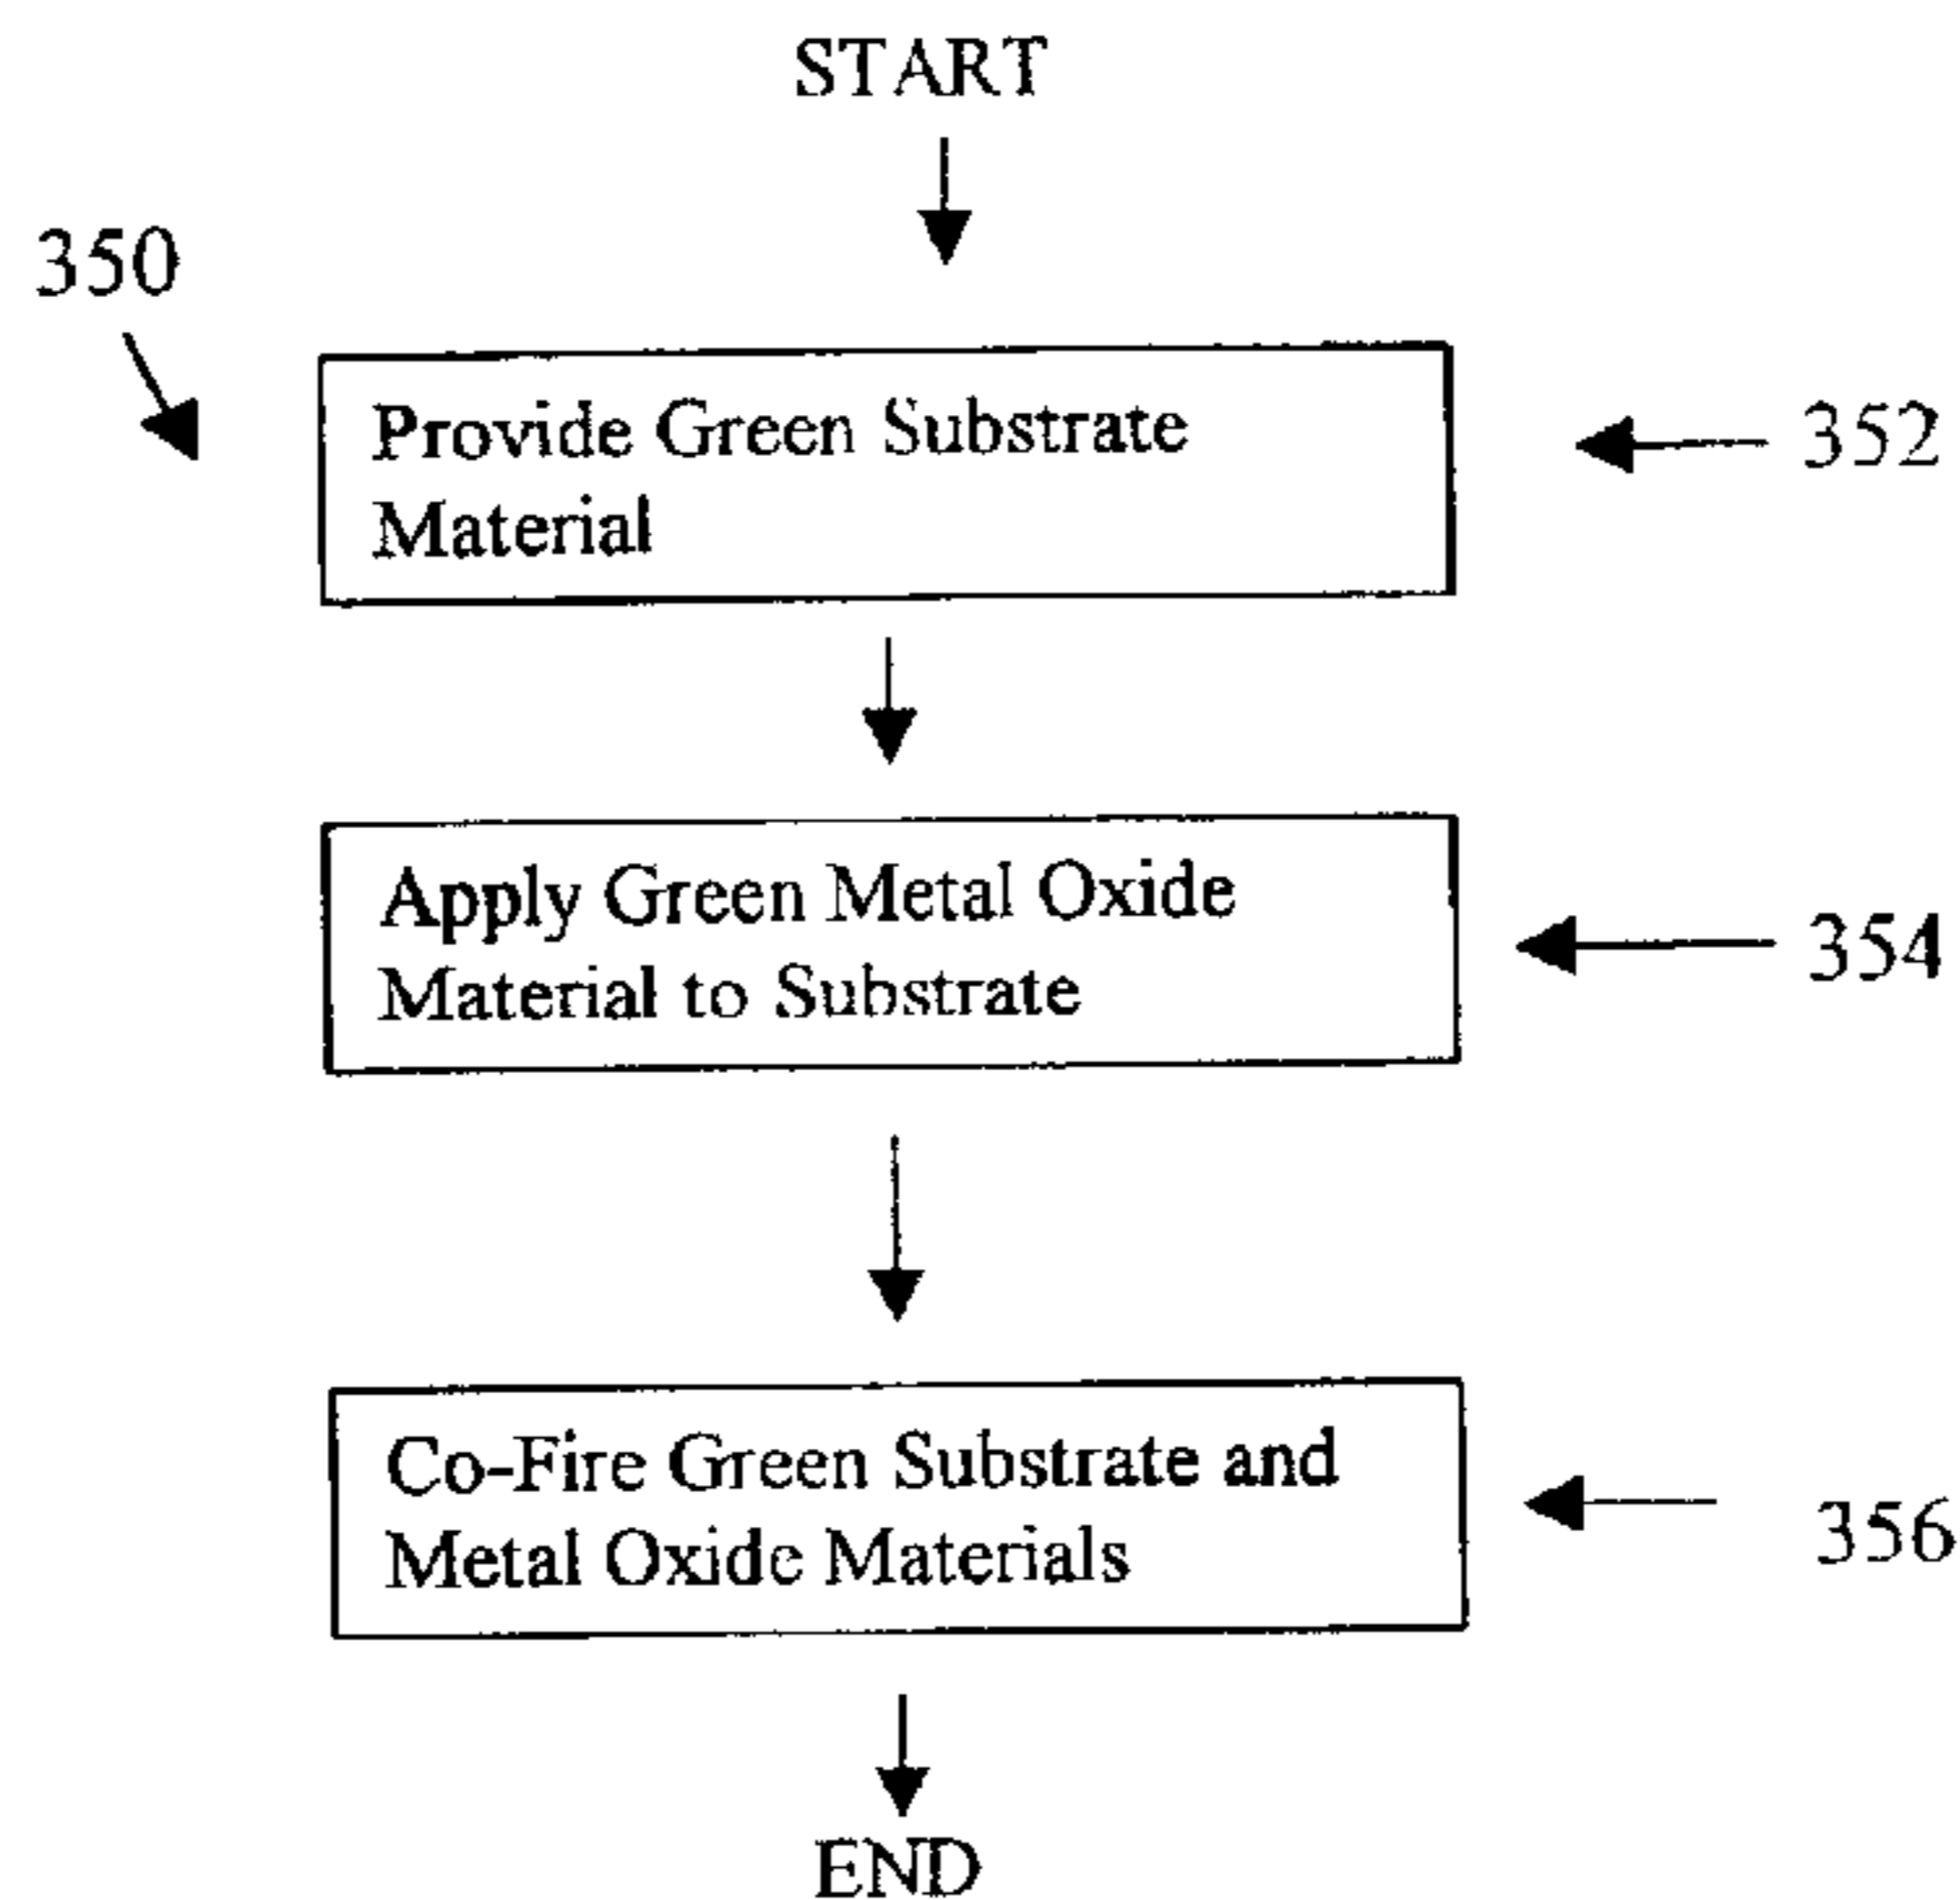 START
350
Provide Green Substrate
Material
352
Apply Green Metal Oxide
Material to Substrate
354
Co-Fire Green Substrate and
Metal Oxide Materials
356
END